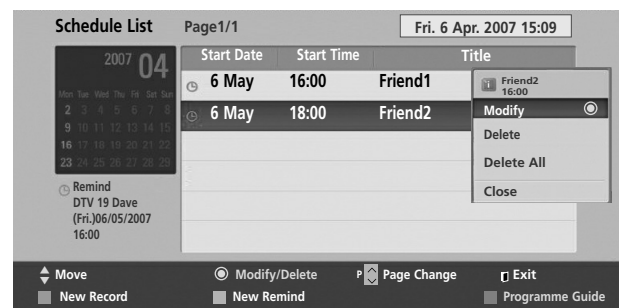 Schedule List Page1/1 Fri. 6 Apr. 2007 15:09
2007 04
Mon Tue Wed Thu Fri Sat Sun
2 3 4 5 6 7 8
9 10 11 12 13 14 15
16 17 18 19 20 21 22
23 24 25 26 27 28 29
Remind
DTV 19 Dave
(Fri.)06/05/2007
16:00
Start Date Start Time Title
6 May 16:00 Friend1
6 May 18:00 Friend2
Friend2
16:00
Modify
Delete
Delete All
Close
Move Modify/Delete P Page Change Exit
New Record New Remind Programme Guide